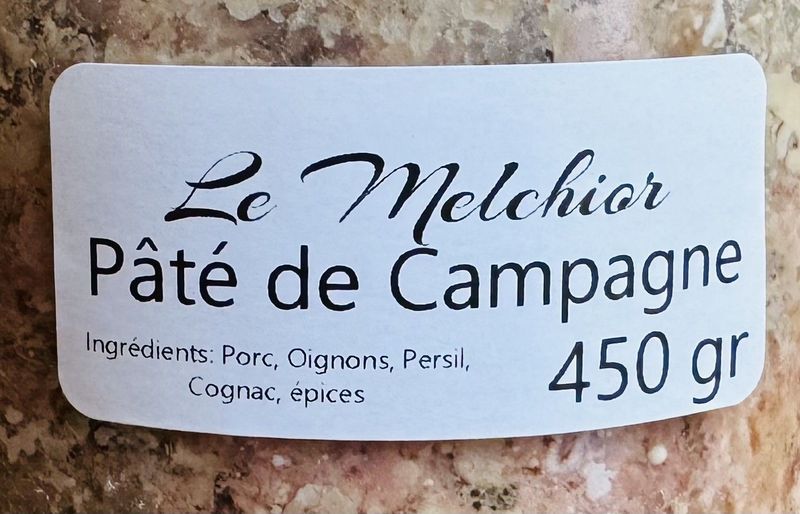 Le Melchior
Pâté de Campagne
Ingrédients: Porc, Oignons, Persil,
Cognac, épices
450 gr